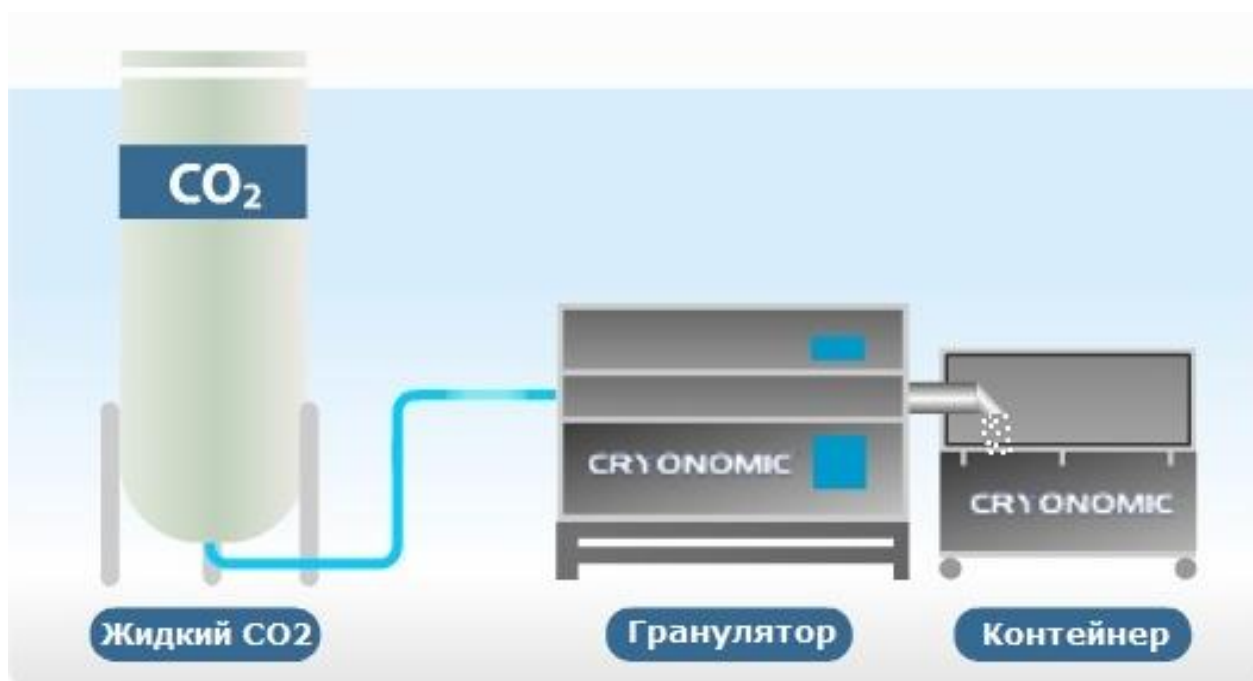 CO₂
CRYONOMIC
CRYONOMIC
Жидкий CO2
Гранулятор
Контейнер